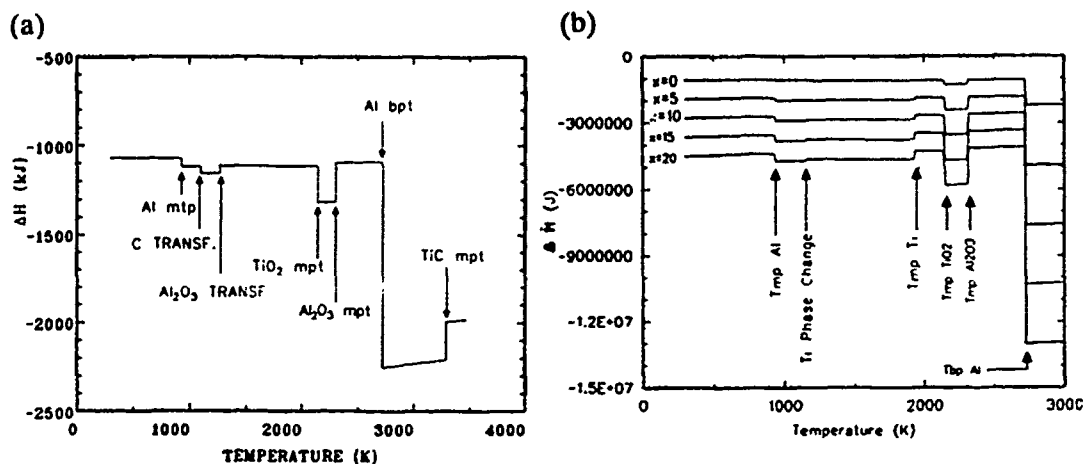 (a)
-500
-1000
-1500
-2000
-2500
ΔH (kJ)
Al mtp
C TRANSF.
Al₂O₃ TRANSF
TiO₂ mpt
Al₂O₃ mpt
Al bpt
TiC mpt
0 1000 2000 3000 4000
TEMPERATURE (K)
(b)
0
-3000000
-6000000
-9000000
-1.2E+07
-1.5E+07
Δ H (J)
x=0
x=5
x=10
x=15
x=20
Tmp Al
Ti Phase Change
Tmp Ti
Tmp TiO2
Tmp Al2O3
Tbp Al
0 1000 2000 3000
Temperature (K)